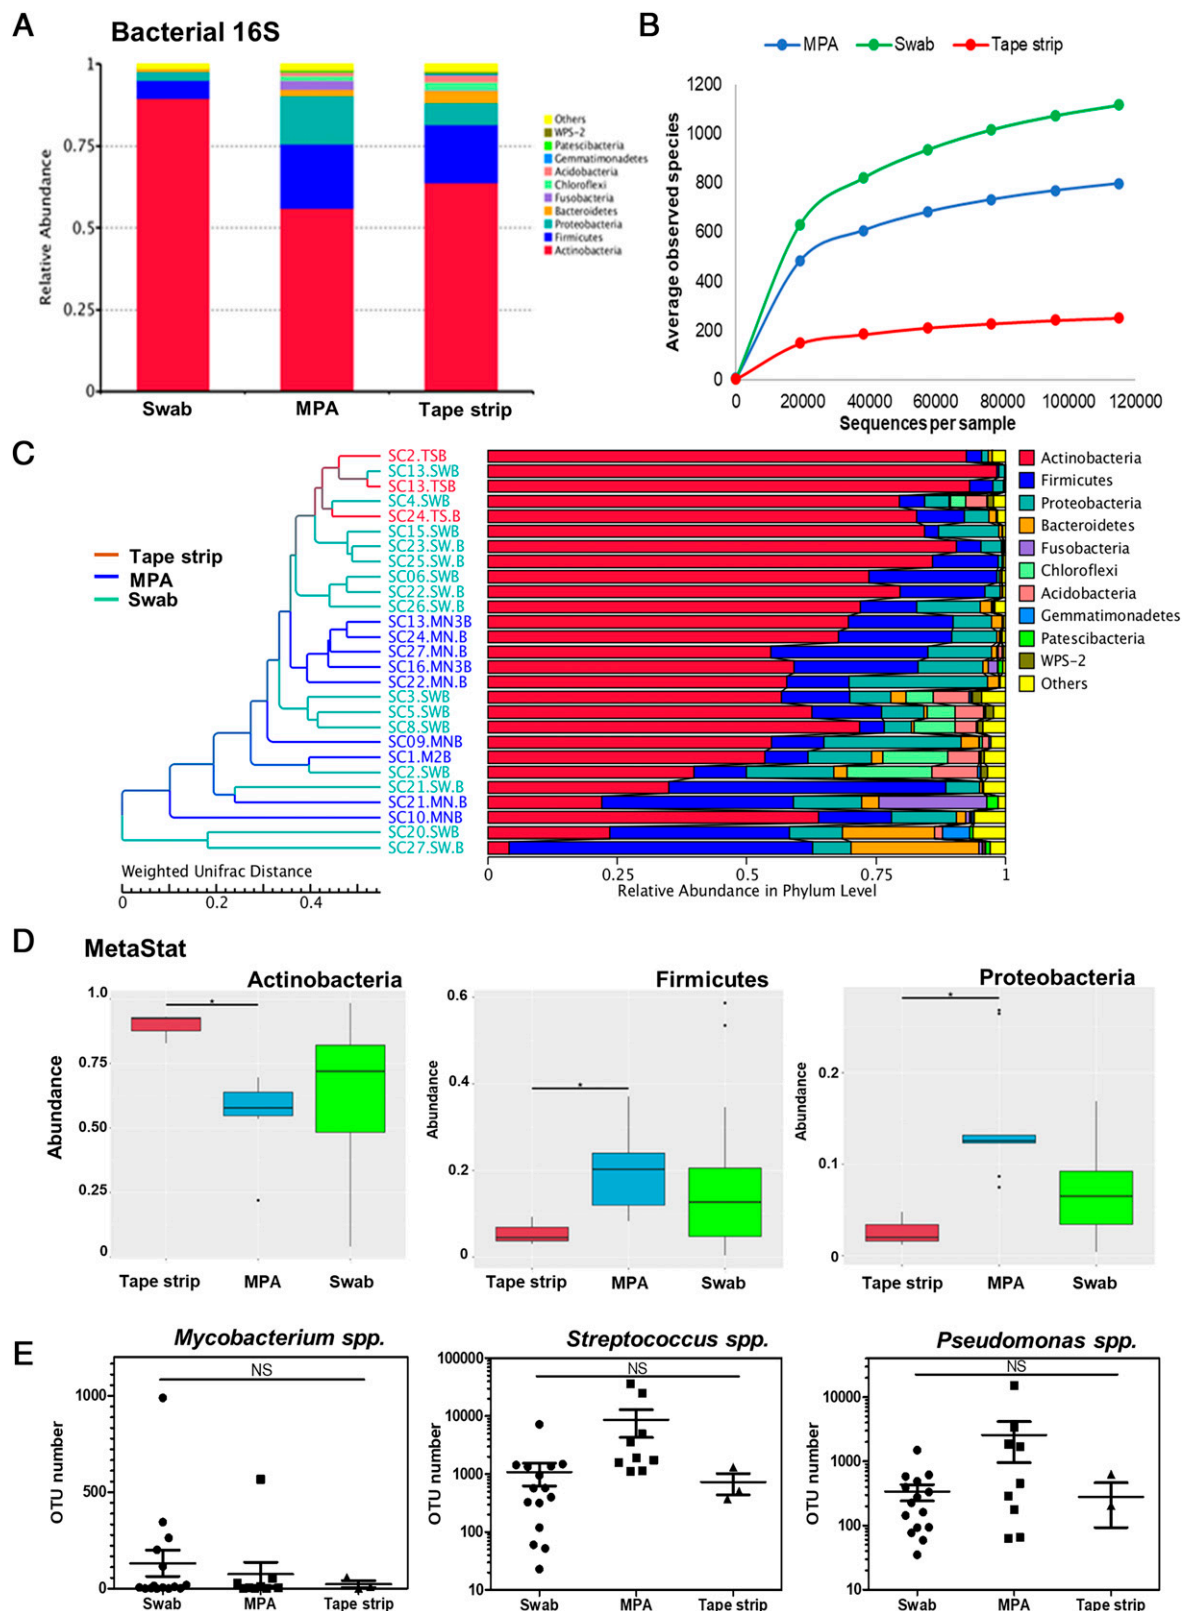 A
Bacterial 16S
1
0.75
0.5
0.25
0
Relative Abundance
Others
WPS-2
Patescibacteria
Gemmatimonadetes
Acidobacteria
Chloroflexi
Fusobacteria
Bacteroidetes
Proteobacteria
Firmicutes
Actinobacteria
Swab MPA Tape strip
B
MPA Swab Tape strip
Average observed species
1200
1000
800
600
400
200
0
0 20000 40000 60000 80000 100000 120000
Sequences per sample
C
Tape strip
MPA
Swab
SC2.TSB
SC13.SWB
SC13.TSB
SC4.SWB
SC24.TS.B
SC15.SWB
SC23.SW.B
SC25.SW.B
SC06.SWB
SC22.SW.B
SC26.SW.B
SC13.MN3B
SC24.MN.B
SC27.MN.B
SC16.MN3B
SC22.MN.B
SC3.SWB
SC5.SWB
SC8.SWB
SC09.MNB
SC1.M2B
SC2.SWB
SC21.SW.B
SC21.MN.B
SC10.MNB
SC20.SWB
SC27.SW.B
Actinobacteria
Firmicutes
Proteobacteria
Bacteroidetes
Fusobacteria
Chloroflexi
Acidobacteria
Gemmatimonadetes
Patescibacteria
WPS-2
Others
Weighted Unifrac Distance
0 0.2 0.4
0 0.25 0.5 0.75 1
Relative Abundance in Phylum Level
D
MetaStat
Actinobacteria
Abundance
1.0
0.75
0.50
0.25
0
*
Tape strip MPA Swab
Firmicutes
Abundance
0.6
0.4
0.2
0
*
Tape strip MPA Swab
Proteobacteria
Abundance
0.2
0.1
0
*
Tape strip MPA Swab
E
Mycobacterium spp.
NS
OTU number
1000
500
0
Swab MPA Tape strip
Streptococcus spp.
NS
OTU number
100000
10000
1000
100
10
Swab MPA Tape strip
Pseudomonas spp.
NS
OTU number
10000
1000
100
10
Swab MPA Tape strip